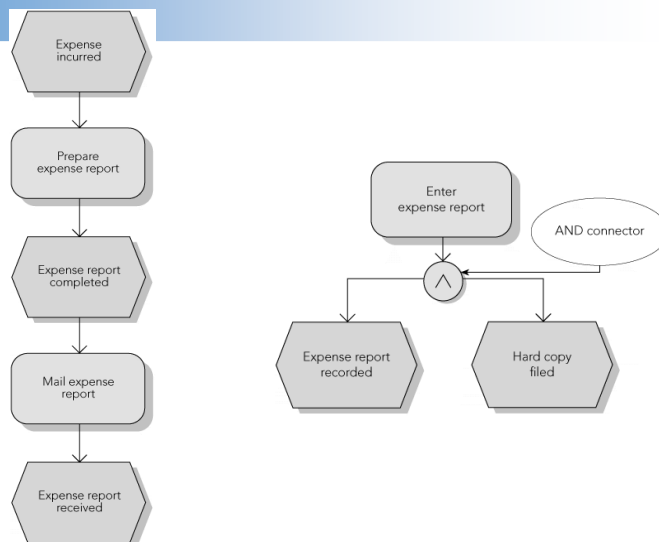 Expense
incurred
Prepare
expense report
Expense report
completed
Mail expense
report
Expense report
received
Enter
expense report
AND connector
Expense report
recorded
Hard copy
filed